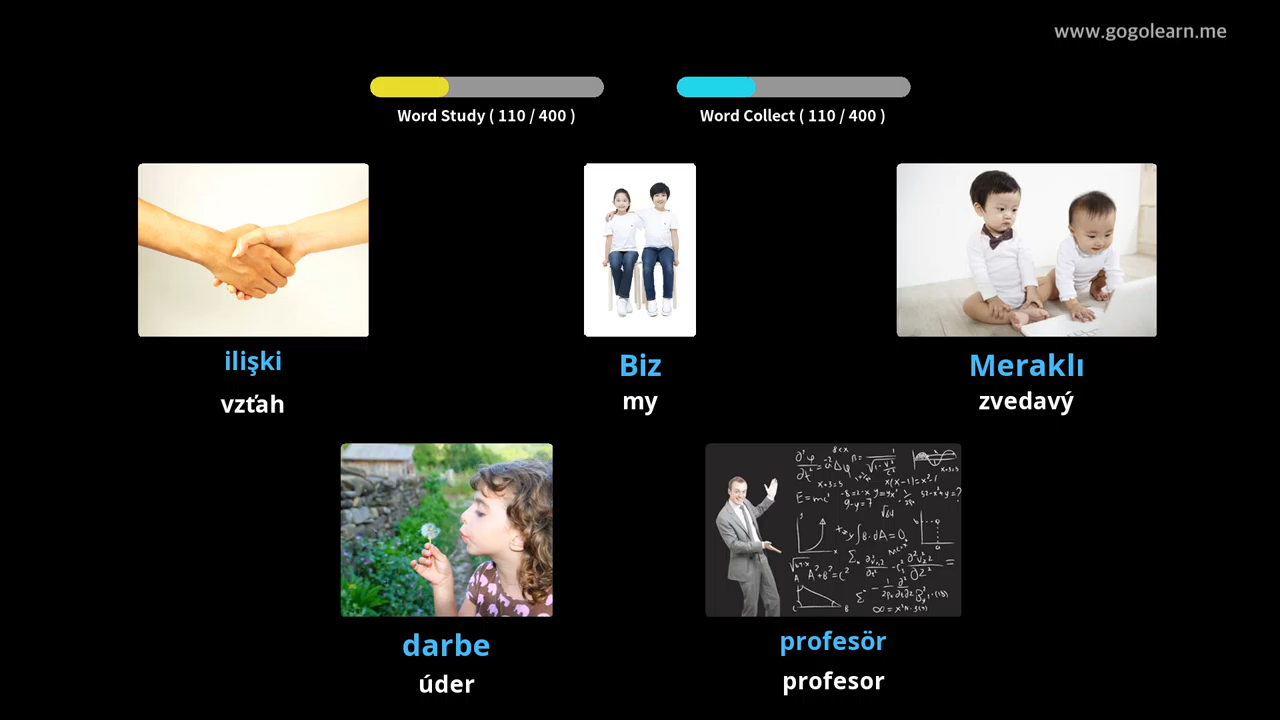 www.gogolearn.me
Word Study ( 110 / 400 )
Word Collect ( 110 / 400 )
ilişki
vzťah
Biz
my
Meraklı
zvedavý
darbe
úder
profesör
profesor